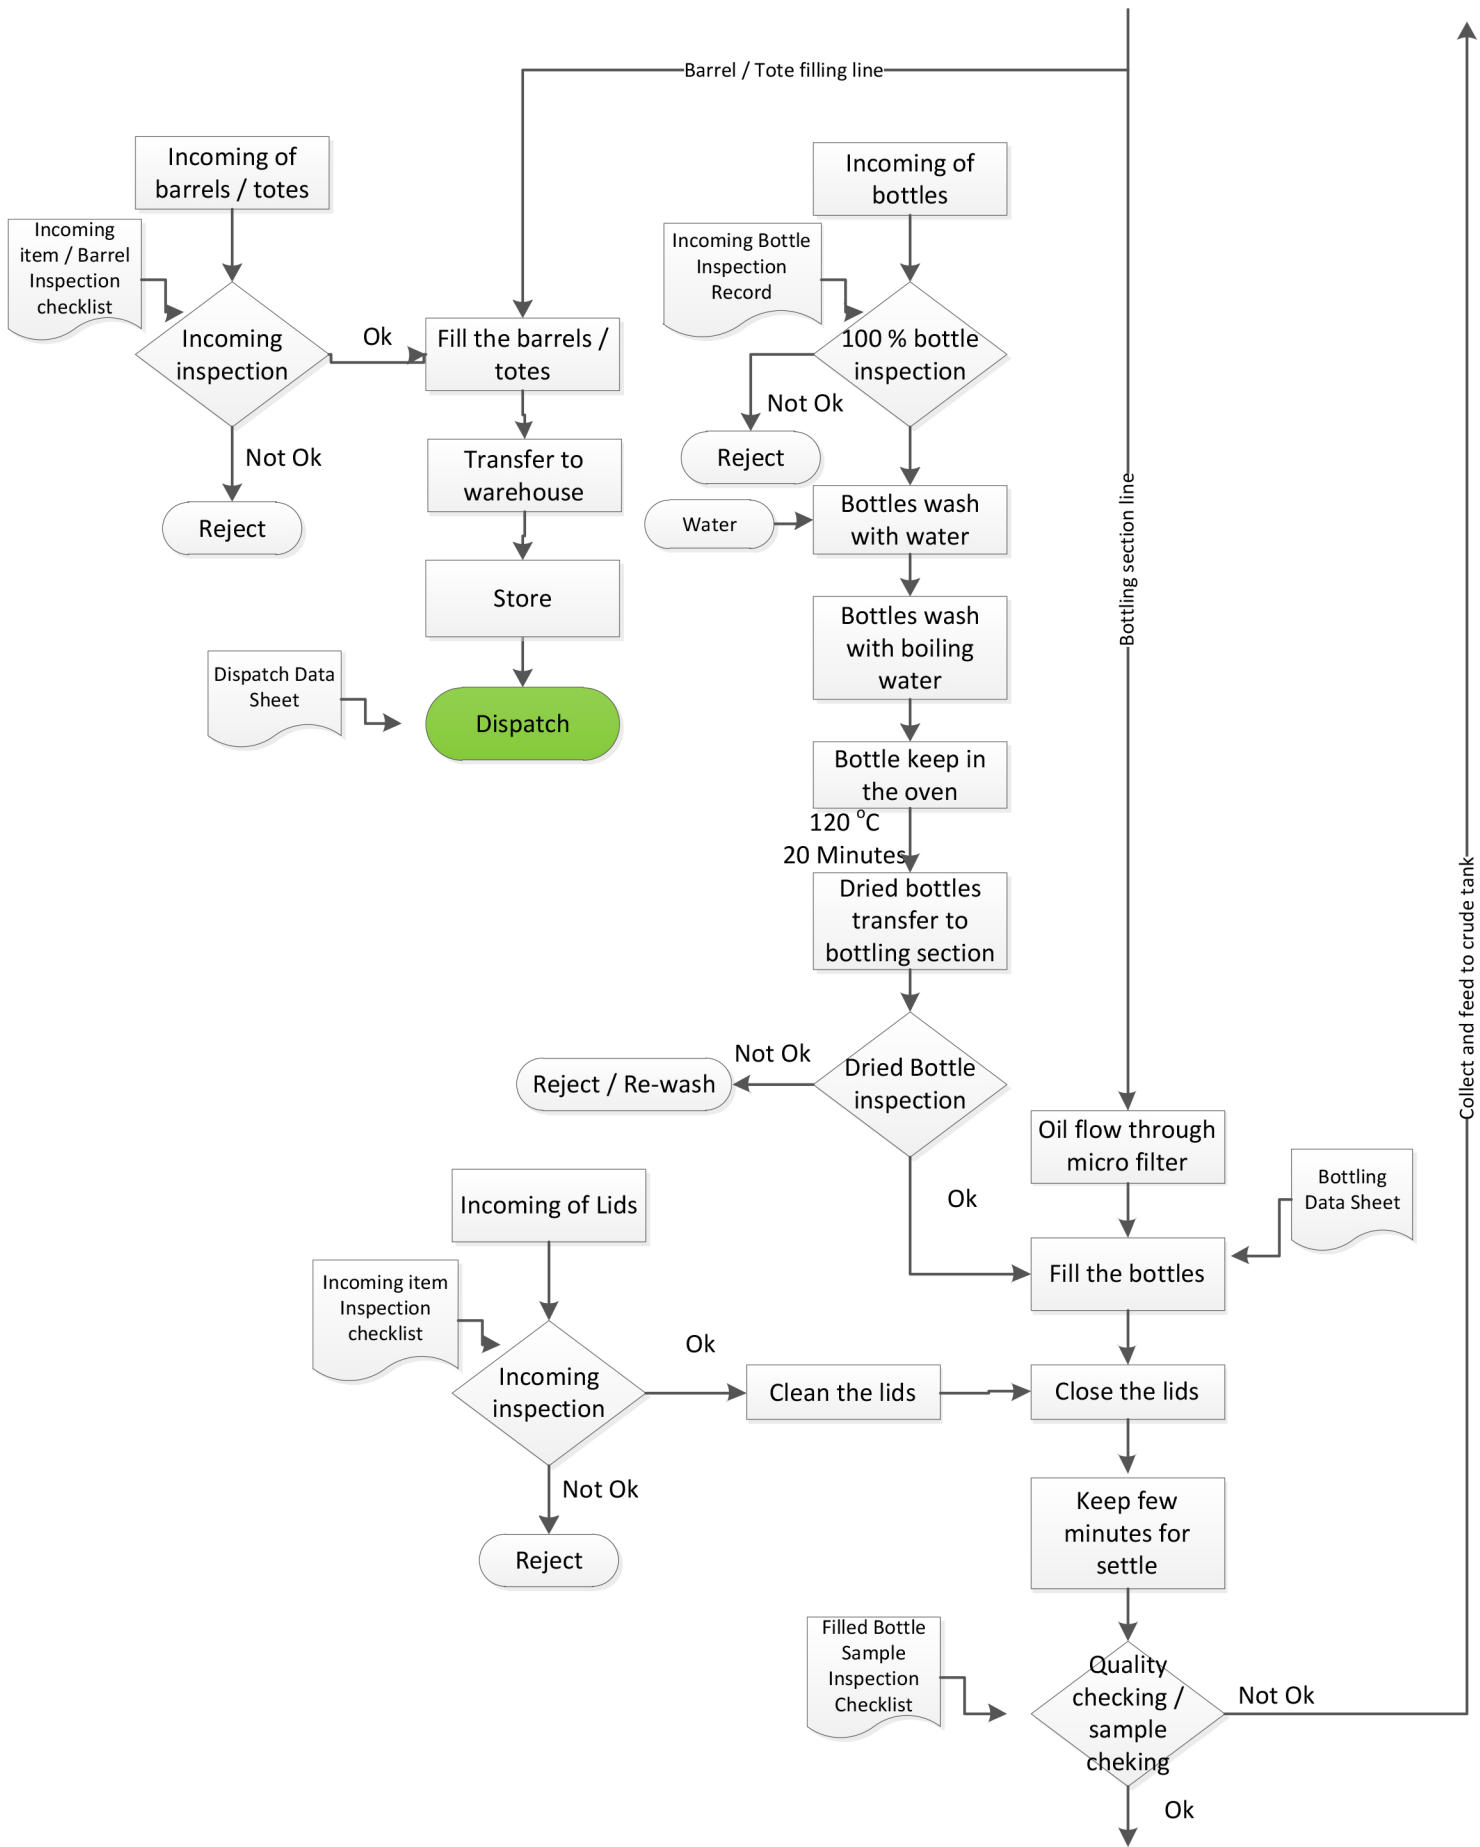 Barrel / Tote filling line
Incoming of
barrels / totes
Incoming
item / Barrel
Inspection
checklist
Incoming
inspection
Ok
Not Ok
Reject
Fill the barrels /
totes
Transfer to
warehouse
Store
Dispatch Data
Sheet
Dispatch
Incoming of
bottles
Incoming Bottle
Inspection
Record
100 % bottle
inspection
Not Ok
Reject
Water
Bottles wash
with water
Bottles wash
with boiling
water
Bottle keep in
the oven
120 °C
20 Minutes
Dried bottles
transfer to
bottling section
Dried Bottle
inspection
Not Ok
Reject / Re-wash
Ok
Bottling section line
Oil flow through
micro filter
Bottling
Data Sheet
Fill the bottles
Incoming of Lids
Incoming item
Inspection
checklist
Incoming
inspection
Ok
Not Ok
Reject
Clean the lids
Close the lids
Keep few
minutes for
settle
Filled Bottle
Sample
Inspection
Checklist
Quality
checking /
sample
cheking
Not Ok
Ok
Collect and feed to crude tank